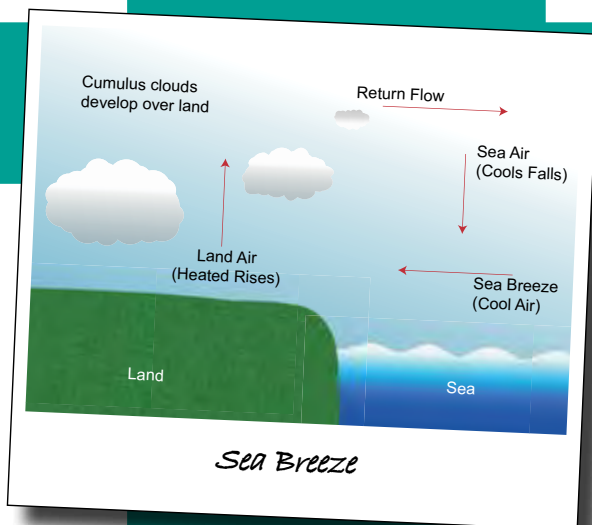 Cumulus clouds
develop over land
Return Flow
Sea Air
(Cools Falls)
Land Air
(Heated Rises)
Sea Breeze
(Cool Air)
Land
Sea
Sea Breeze